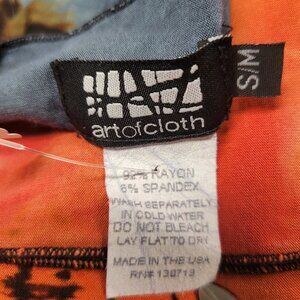 artofcloth
S/M
92% RAYON
8% SPANDEX
WASH SEPARATELY
IN COLD WATER
DO NOT BLEACH
LAY FLAT TO DRY
MADE IN THE USA
RN# 130713